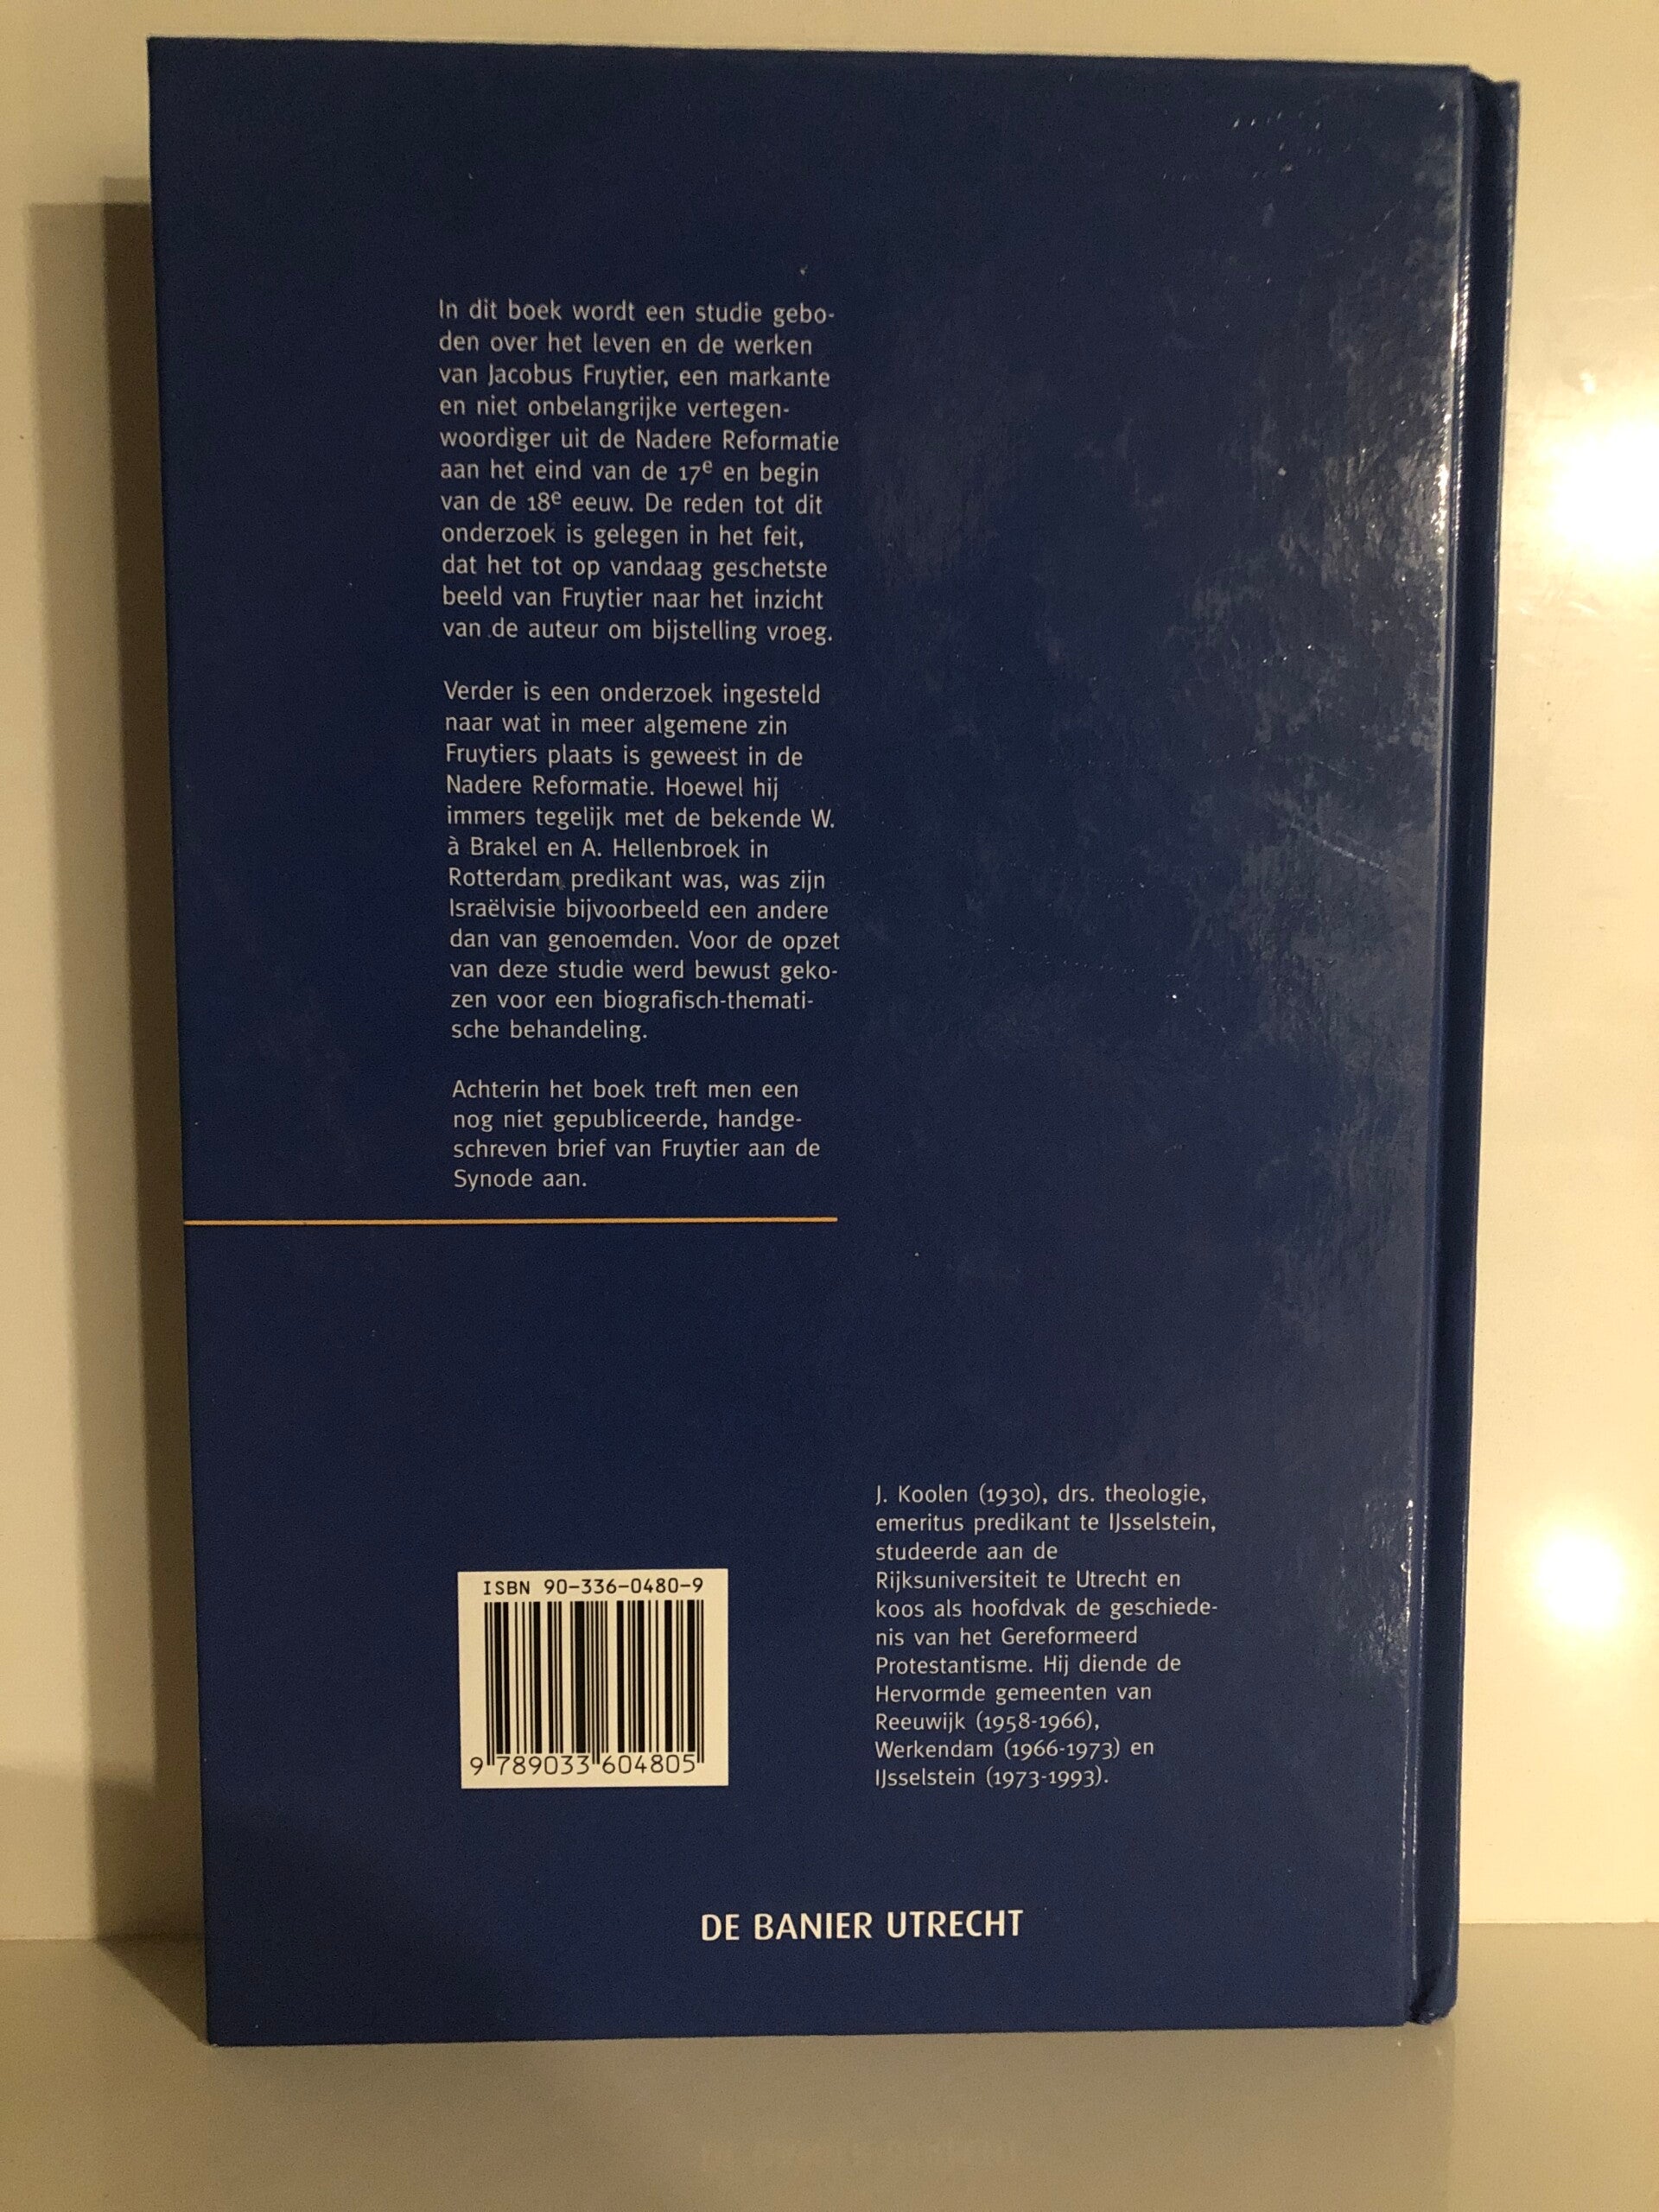 In dit boek wordt een studie gebo-
den over het leven en de werken
van Jacobus Fruytier, een markante
en niet onbelangrijke vertegen-
woordiger uit de Nadere Reformatie
aan het eind van de 17e en begin
van de 18e eeuw. De reden tot dit
onderzoek is gelegen in het feit,
dat het tot op vandaag geschetste
beeld van Fruytier naar het inzicht
van de auteur om bijstelling vroeg.
Verder is een onderzoek ingesteld
naar wat in meer algemene zin
Fruytiers plaats is geweest in de
Nadere Reformatie. Hoewel hij
immers tegelijk met de bekende W.
à Brakel en A. Hellenbroek in
Rotterdam predikant was, was zijn
Israëlvisie bijvoorbeeld een andere
dan van genoemden. Voor de opzet
van deze studie werd bewust geko-
zen voor een biografisch-themati-
sche behandeling.
Achterin het boek treft men een
nog niet gepubliceerde, handge-
schreven brief van Fruytier aan de
Synode aan.
J. Koolen (1930), drs. theologie,
emeritus predikant te IJsselstein,
studeerde aan de
Rijksuniversiteit te Utrecht en
koos als hoofdvak de geschiede-
nis van het Gereformeerd
Protestantisme. Hij diende de
Hervormde gemeenten van
Reeuwijk (1958-1966),
Werkendam (1966-1973) en
IJsselstein (1973-1993).
ISBN 90-336-0480-9
9 789033 604805
DE BANIER UTRECHT